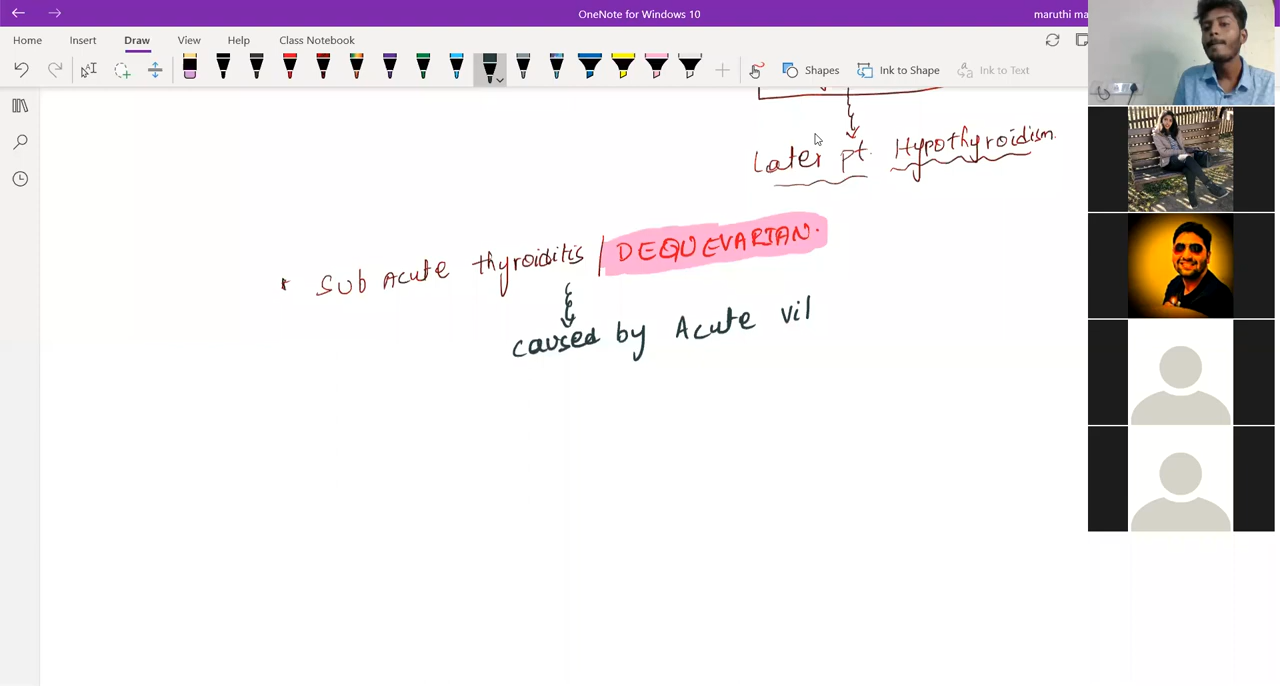 OneNote for Windows 10
maruthi ma
Home Insert Draw View Help Class Notebook
Shapes Ink to Shape Ink to Text
Later pt. Hypothyroidism.
* Sub Acute thyroiditis / DEQUEVARIAN.
caused by Acute vil